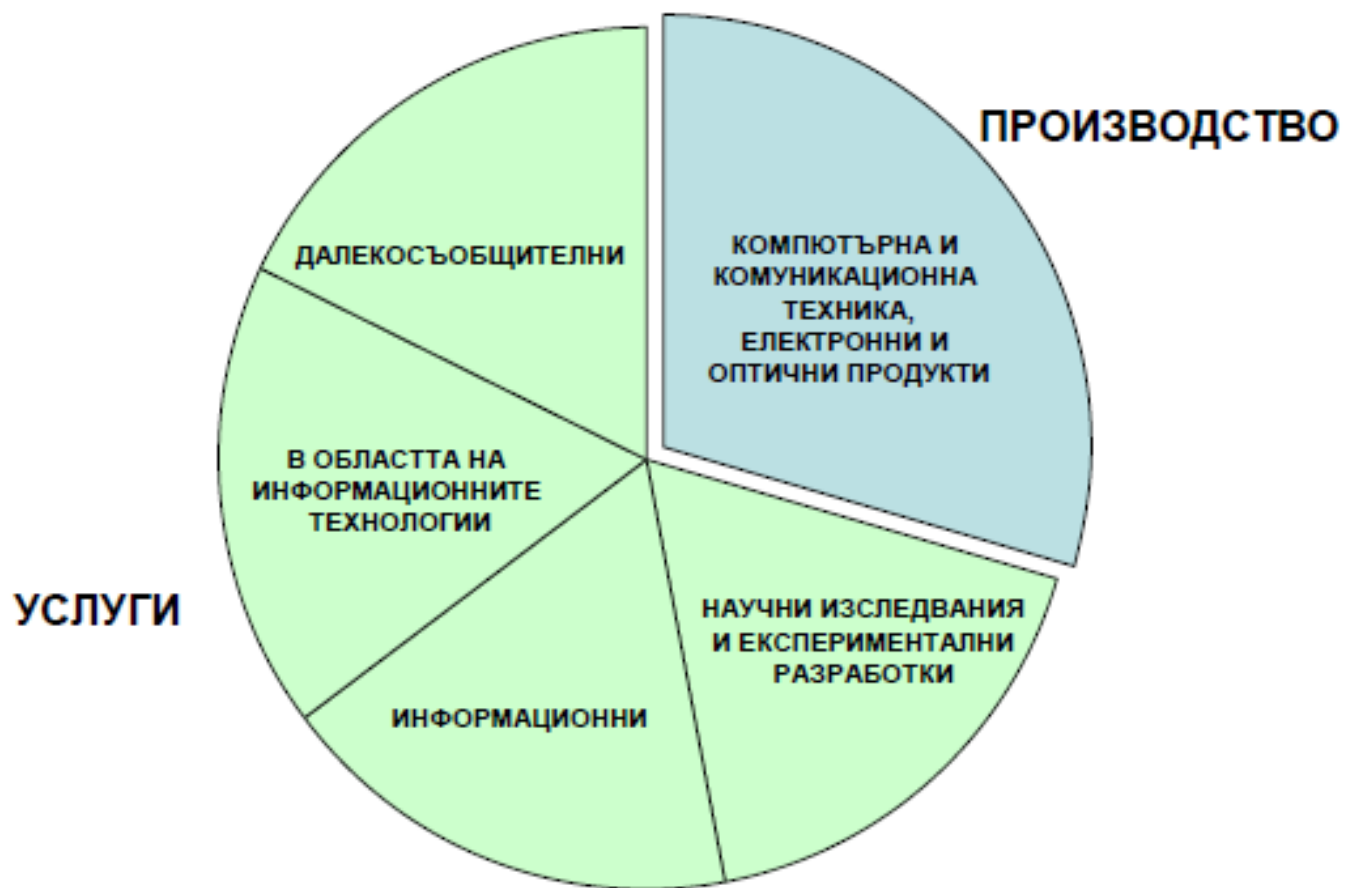 ПРОИЗВОДСТВО
КОМПЮТЪРНА И
КОМУНИКАЦИОННА
ТЕХНИКА,
ЕЛЕКТРОННИ И
ОПТИЧНИ ПРОДУКТИ
ДАЛЕКОСЪОБЩИТЕЛНИ
В ОБЛАСТТА НА
ИНФОРМАЦИОННИТЕ
ТЕХНОЛОГИИ
УСЛУГИ
НАУЧНИ ИЗСЛЕДВАНИЯ
И ЕКСПЕРИМЕНТАЛНИ
РАЗРАБОТКИ
ИНФОРМАЦИОННИ